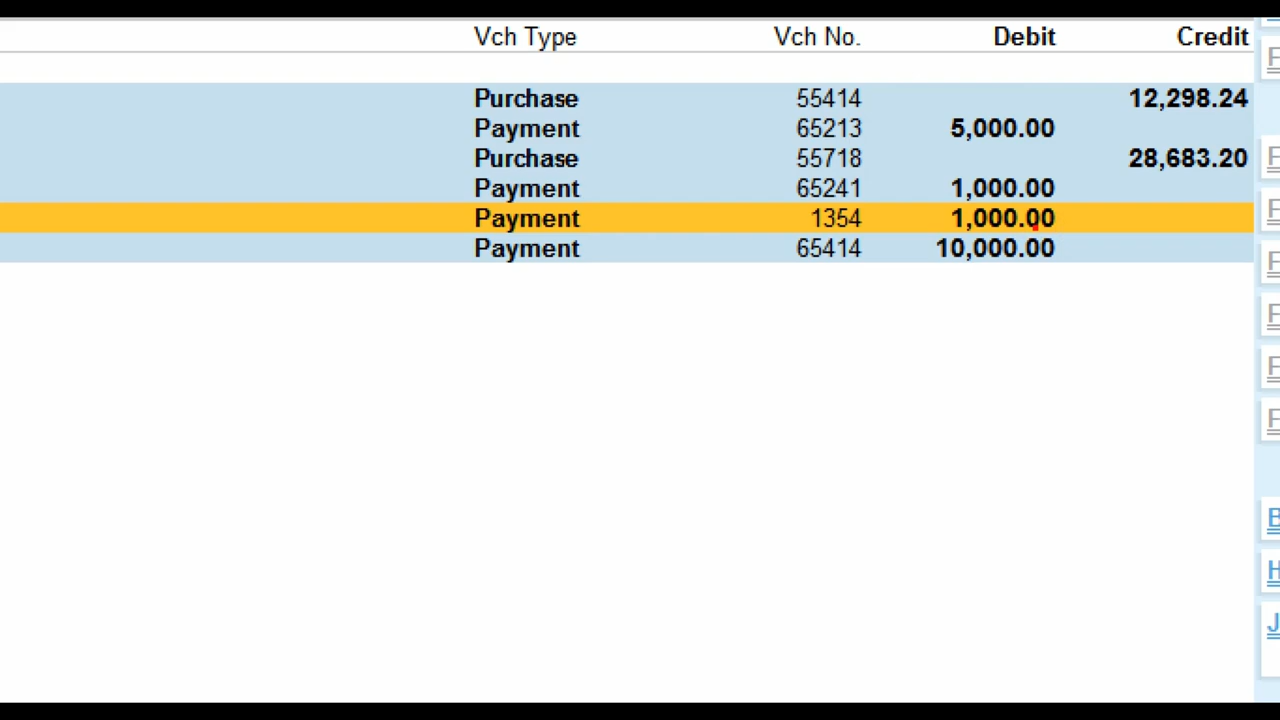 Vch Type Vch No. Debit Credit
Purchase 55414 12,298.24
Payment 65213 5,000.00
Purchase 55718 28,683.20
Payment 65241 1,000.00
Payment 1354 1,000.00
Payment 65414 10,000.00
F
F
F
F
F
F
F
B
H
J